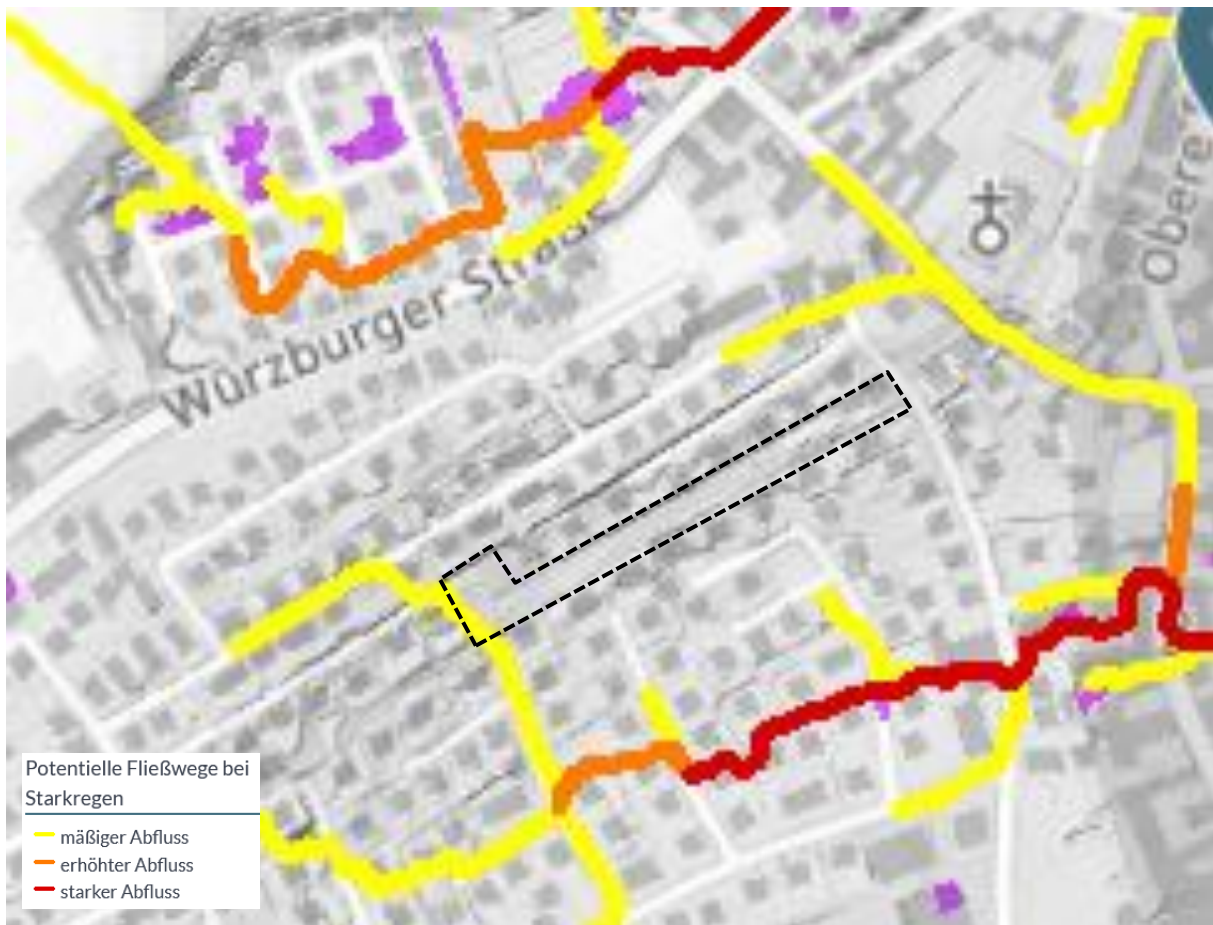 Würzburger Straße
Obere
Potentielle Fließwege bei
Starkregen
mäßiger Abfluss
erhöhter Abfluss
starker Abfluss